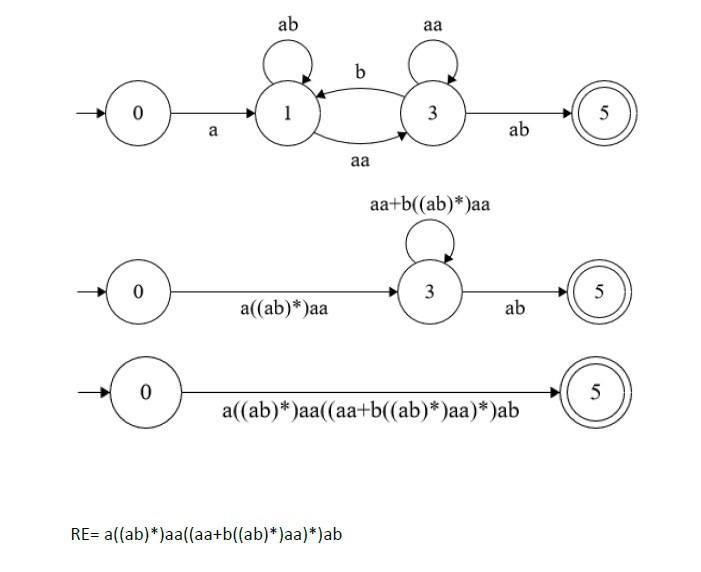 ab aa
b
0 1 3 5
a ab
aa
aa+b((ab)*)aa
0 3 5
a((ab)*)aa ab
0 5
a((ab)*)aa((aa+b((ab)*)aa)*)ab
RE= a((ab)*)aa((aa+b((ab)*)aa)*)ab